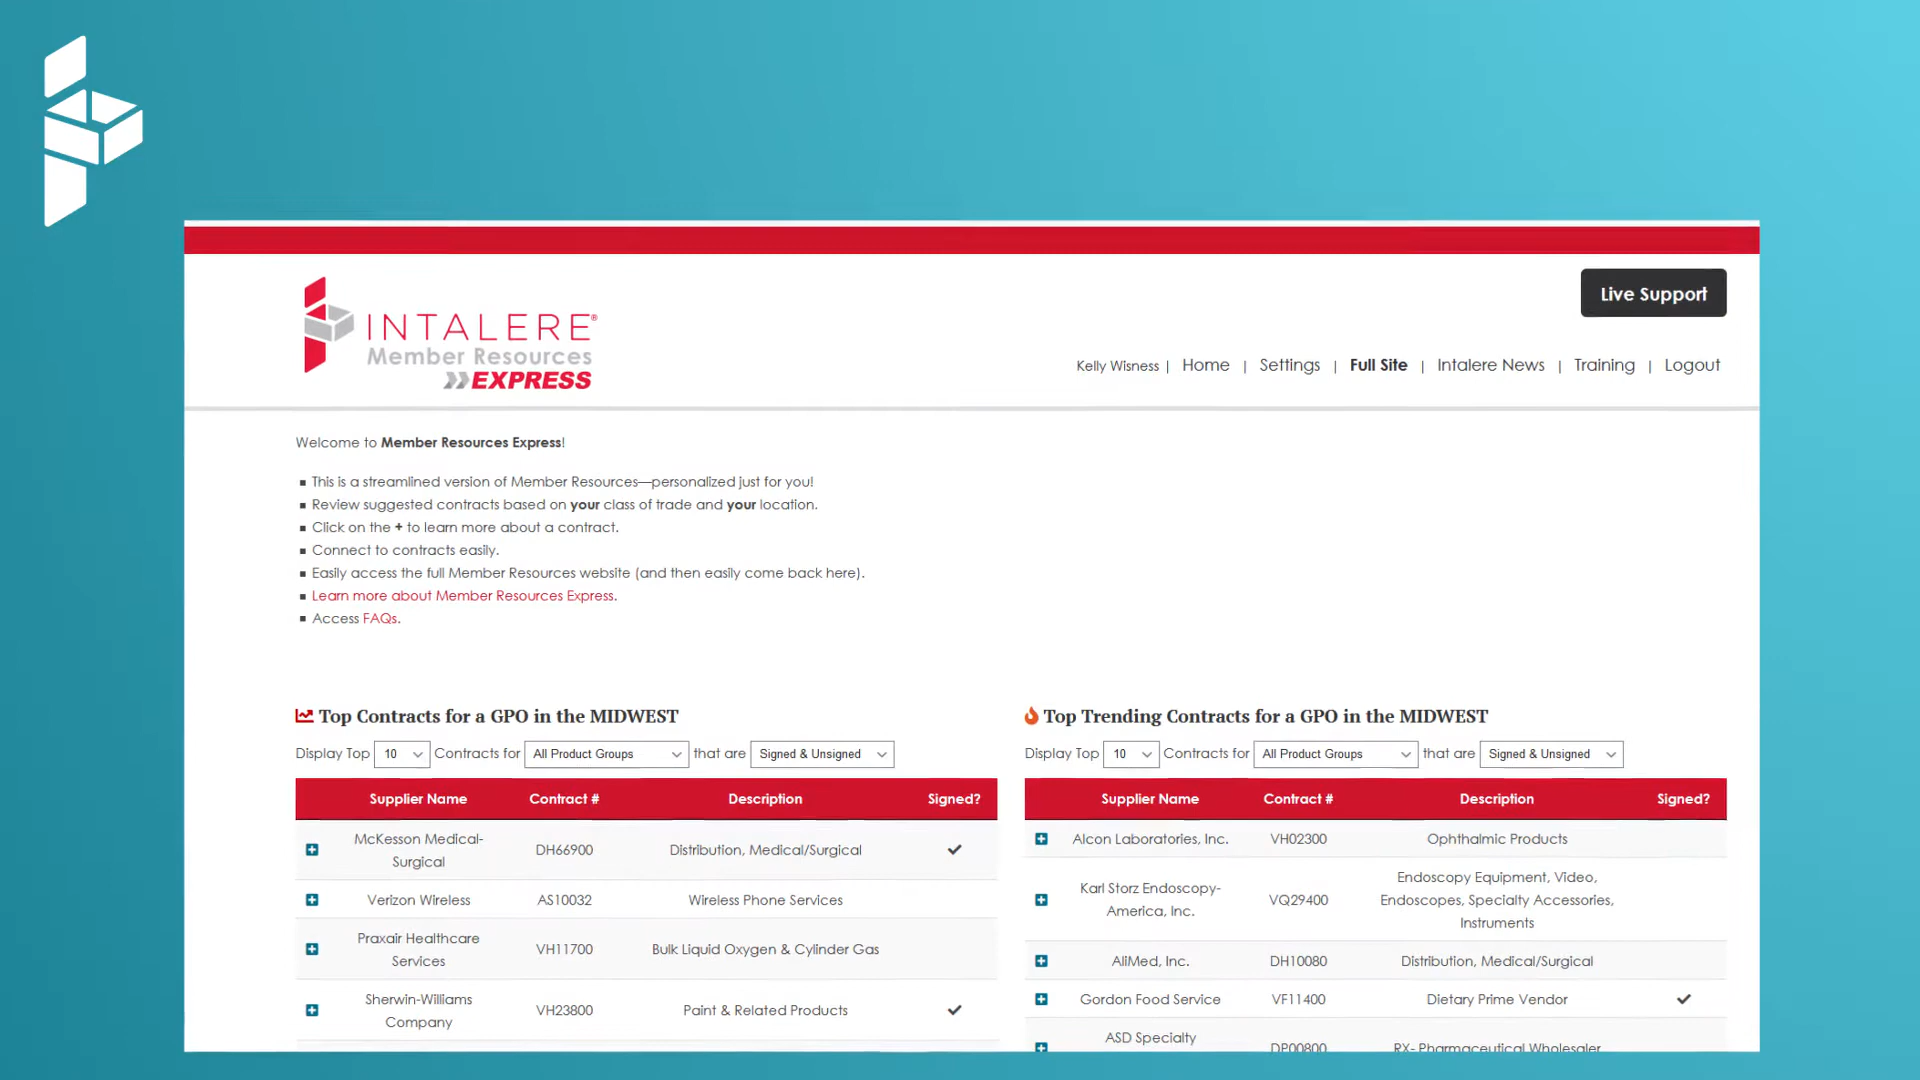 INTALERE®
Member Resources
EXPRESS
Live Support
Kelly Wisness | Home | Settings | Full Site | Intalere News | Training | Logout
Welcome to Member Resources Express!
This is a streamlined version of Member Resources—personalized just for you!
Review suggested contracts based on your class of trade and your location.
Click on the + to learn more about a contract.
Connect to contracts easily.
Easily access the full Member Resources website (and then easily come back here).
Learn more about Member Resources Express.
Access FAQs.
Top Contracts for a GPO in the MIDWEST
Display Top 10 Contracts for All Product Groups that are Signed & Unsigned
Supplier Name Contract # Description Signed?
McKesson Medical-
Surgical DH66900 Distribution, Medical/Surgical
Verizon Wireless AS10032 Wireless Phone Services
Praxair Healthcare
Services VH11700 Bulk Liquid Oxygen & Cylinder Gas
Sherwin-Williams
Company VH23800 Paint & Related Products
Top Trending Contracts for a GPO in the MIDWEST
Display Top 10 Contracts for All Product Groups that are Signed & Unsigned
Supplier Name Contract # Description Signed?
Alcon Laboratories, Inc. VH02300 Ophthalmic Products
Endoscopy Equipment, Video,
Karl Storz Endoscopy-
America, Inc. VQ29400 Endoscopes, Specialty Accessories,
Instruments
AliMed, Inc. DH10080 Distribution, Medical/Surgical
Gordon Food Service VF11400 Dietary Prime Vendor
ASD Specialty
DP00800 RX- Pharmaceutical Wholesaler